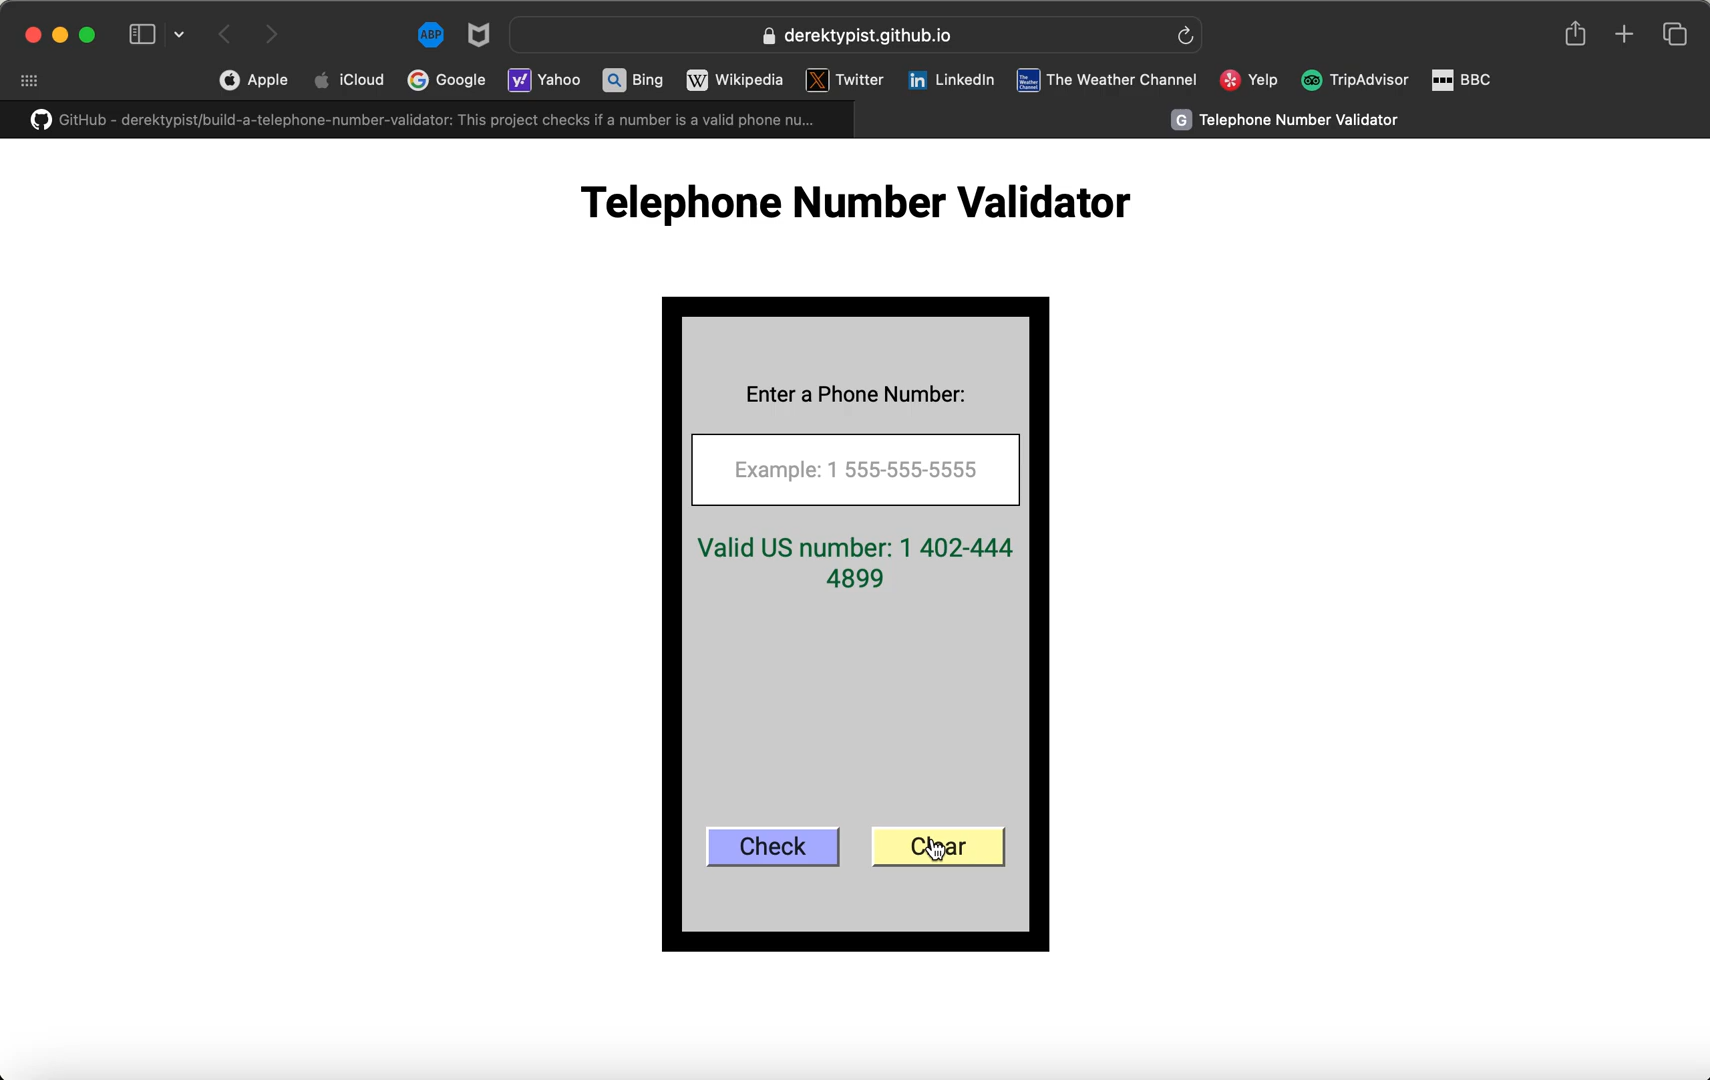 ABP
derektypist.github.io
Apple iCloud Google Yahoo Bing Wikipedia Twitter LinkedIn The Weather Channel Yelp TripAdvisor BBC
GitHub - derektypist/build-a-telephone-number-validator: This project checks if a number is a valid phone nu...
G Telephone Number Validator
Telephone Number Validator
Enter a Phone Number:
Example: 1 555-555-5555
Valid US number: 1 402-444
4899
Check
Clear